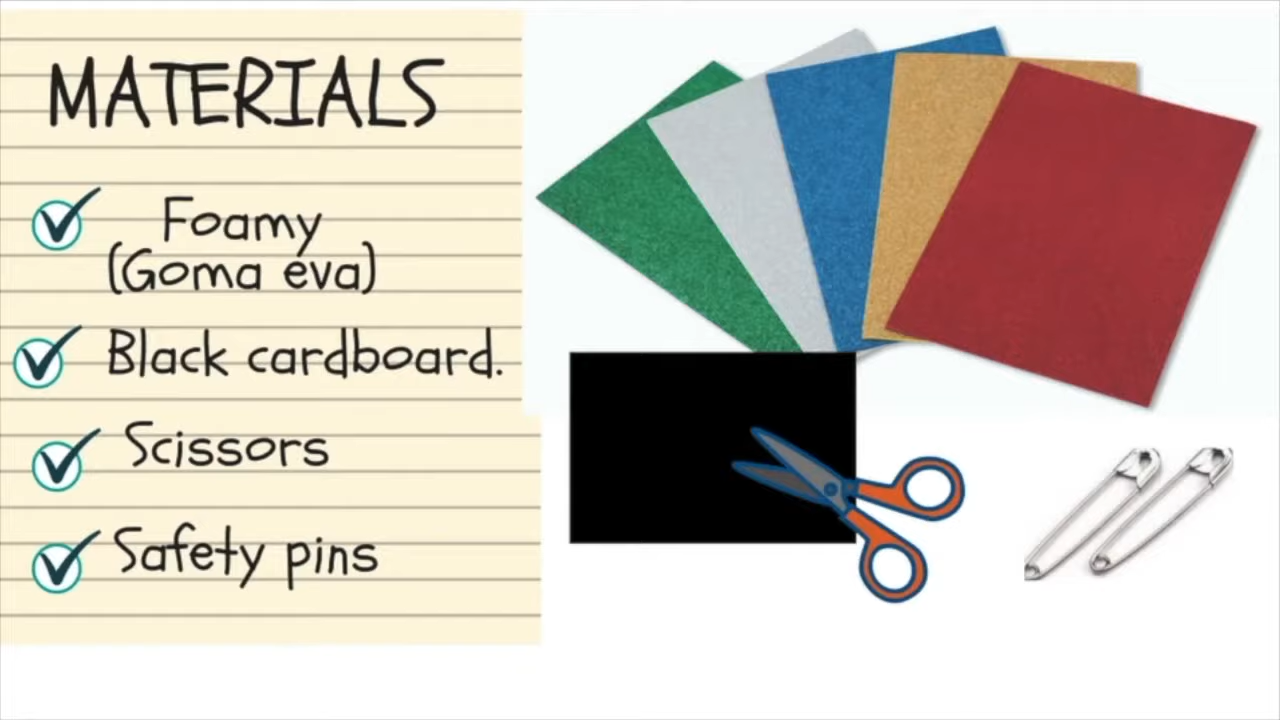 MATERIALS
Foamy
(Goma eva)
Black cardboard.
Scissors
Safety pins